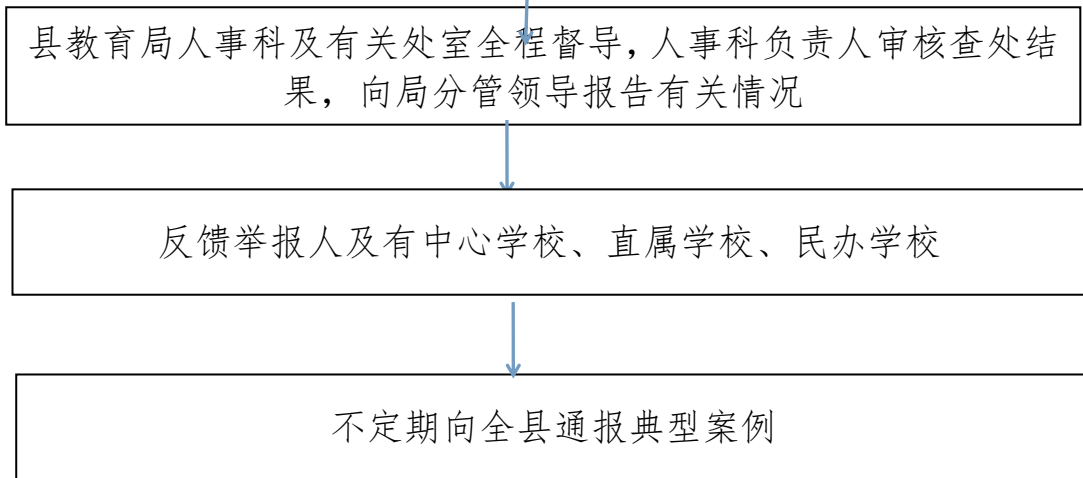 县教育局人事科及有关处室全程督导，人事科负责人审核查处结
果，向局分管领导报告有关情况
反馈举报人及有中心学校、直属学校、民办学校
不定期向全县通报典型案例